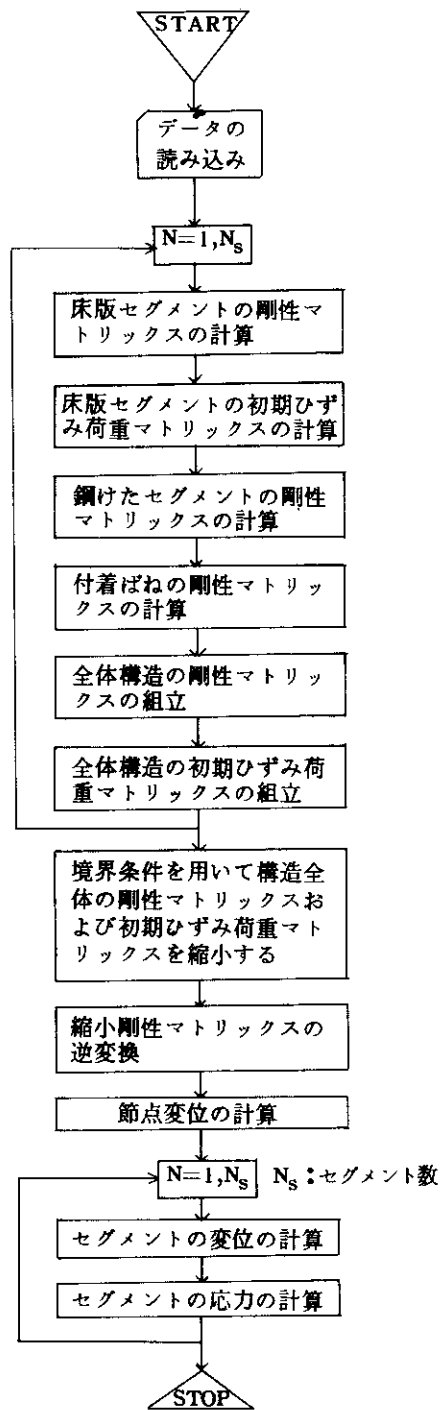 START
データの
読み込み
N=1,Ns
床版セグメントの剛性マ
トリックスの計算
床版セグメントの初期ひず
み荷重マトリックスの計算
鋼けたセグメントの剛性
マトリックスの計算
付着ばねの剛性マトリッ
クスの計算
全体構造の剛性マトリッ
クスの組立
全体構造の初期ひずみ荷
重マトリックスの組立
境界条件を用いて構造全
体の剛性マトリックスお
よび初期ひずみ荷重マト
リックスを縮小する
縮小剛性マトリックスの
逆変換
節点変位の計算
N=1,Ns Ns:セグメント数
セグメントの変位の計算
セグメントの応力の計算
STOP